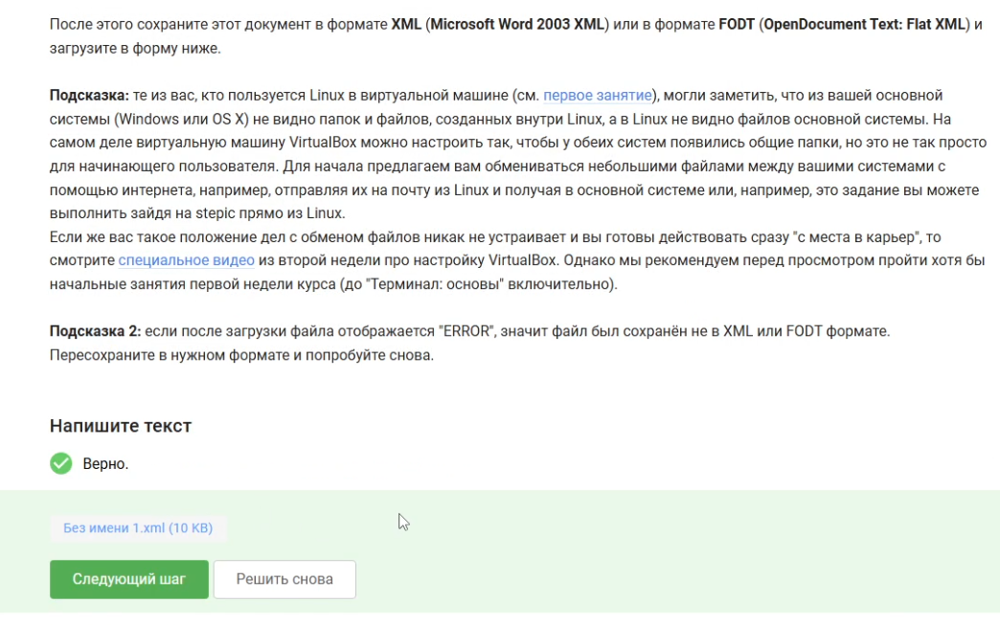 После этого сохраните этот документ в формате XML (Microsoft Word 2003 XML) или в формате FODT (OpenDocument Text: Flat XML) и
загрузите в форму ниже.
Подсказка: те из вас, кто пользуется Linux в виртуальной машине (см. первое занятие), могли заметить, что из вашей основной
системы (Windows или OS X) не видно папок и файлов, созданных внутри Linux, а в Linux не видно файлов основной системы. На
самом деле виртуальную машину VirtualBox можно настроить так, чтобы у обеих систем появились общие папки, но это не так просто
для начинающего пользователя. Для начала предлагаем вам обмениваться небольшими файлами между вашими системами с
помощью интернета, например, отправляя их на почту из Linux и получая в основной системе или, например, это задание вы можете
выполнить зайдя на stepic прямо из Linux.
Если же вас такое положение дел с обменом файлов никак не устраивает и вы готовы действовать сразу "с места в карьер", то
смотрите специальное видео из второй недели про настройку VirtualBox. Однако мы рекомендуем перед просмотром пройти хотя бы
начальные занятия первой недели курса (до "Терминал: основы" включительно).
Подсказка 2: если после загрузки файла отображается "ERROR", значит файл был сохранён не в XML или FODT формате.
Пересохраните в нужном формате и попробуйте снова.
Напишите текст
Верно.
Без имени 1.xml (10 KB)
Следующий шаг
Решить снова